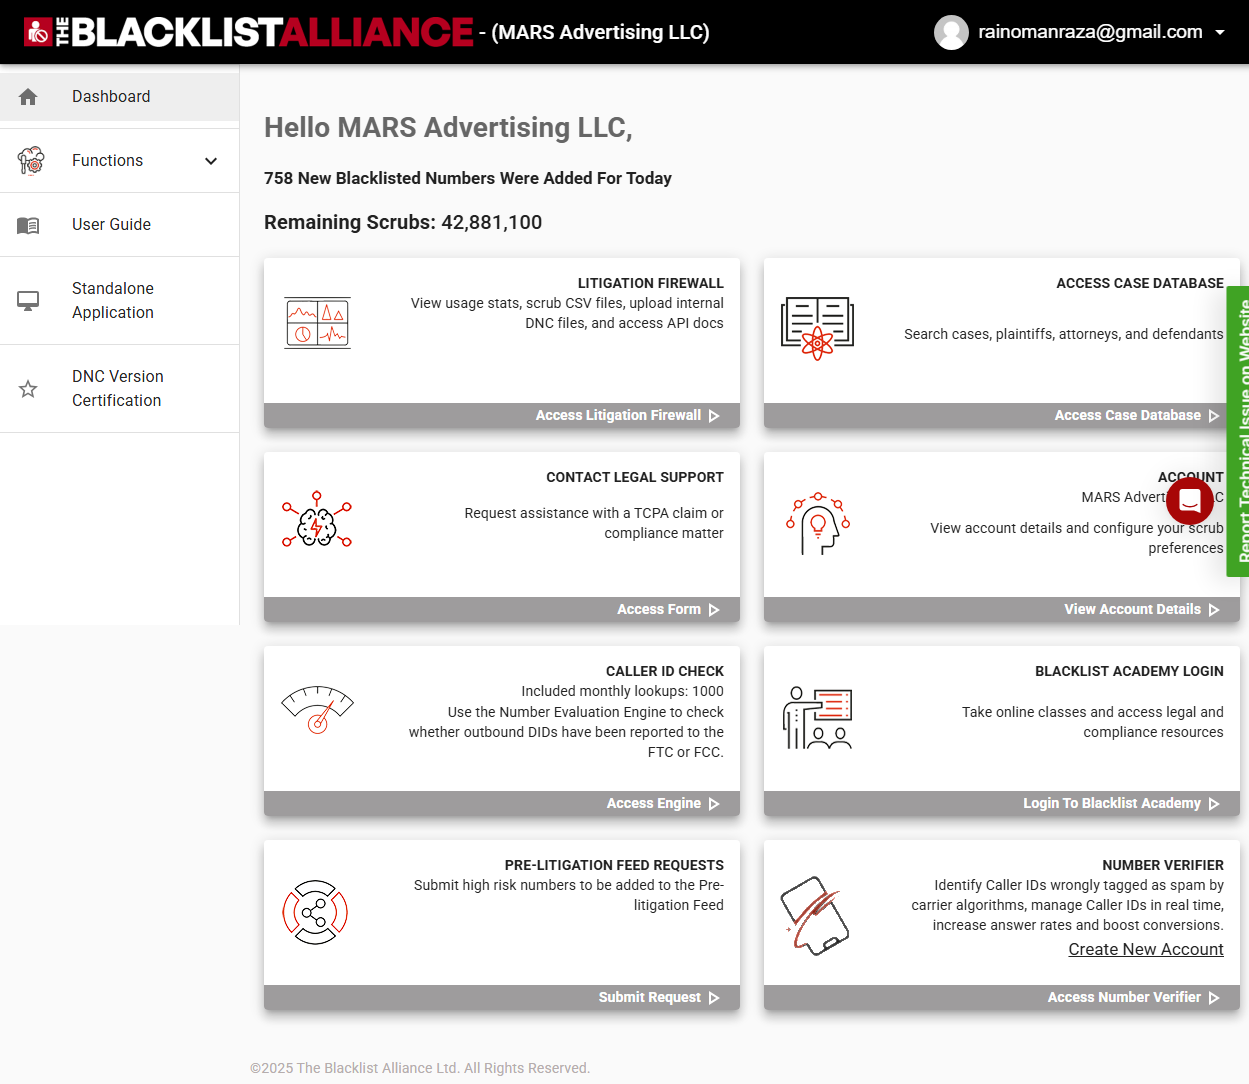 THE BLACKLISTALLIANCE - (MARS Advertising LLC)
rainomanraza@gmail.com
Dashboard
Functions
User Guide
Standalone
Application
DNC Version
Certification
Hello MARS Advertising LLC,
758 New Blacklisted Numbers Were Added For Today
Remaining Scrubs: 42,881,100
LITIGATION FIREWALL
View usage stats, scrub CSV files, upload internal
DNC files, and access API docs
Access Litigation Firewall
ACCESS CASE DATABASE
Search cases, plaintiffs, attorneys, and defendants
Access Case Database
CONTACT LEGAL SUPPORT
Request assistance with a TCPA claim or
compliance matter
Access Form
ACCOUNT
MARS Advert C
View account details and configure your scrub
preferences
View Account Details
CALLER ID CHECK
Included monthly lookups: 1000
Use the Number Evaluation Engine to check
whether outbound DIDs have been reported to the
FTC or FCC.
Access Engine
BLACKLIST ACADEMY LOGIN
Take online classes and access legal and
compliance resources
Login To Blacklist Academy
PRE-LITIGATION FEED REQUESTS
Submit high risk numbers to be added to the Pre-
litigation Feed
Submit Request
NUMBER VERIFIER
Identify Caller IDs wrongly tagged as spam by
carrier algorithms, manage Caller IDs in real time,
increase answer rates and boost conversions.
Create New Account
Access Number Verifier
Report Technical Issue on Website
©2025 The Blacklist Alliance Ltd. All Rights Reserved.